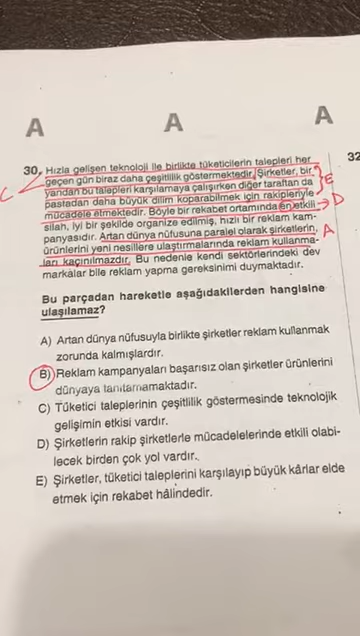 A A A
30. Hızla gelişen teknoloji ile birlikte tüketicilerin talepleri her
geçen gün biraz daha çeşitlilik göstermektedir. Şirketler, bir
yandan bu talepleri karşılamaya çalışırken diğer taraftan da
pastadan daha büyük dilim koparabilmek için rakipleriyle
mücadele etmektedir. Böyle bir rekabet ortamında en etkili
silah, iyi bir şekilde organize edilmiş, hızlı bir reklam kam-
panyasıdır. Artan dünya nüfusuna paralel olarak şirketlerin,
ürünlerini yeni nesillere ulaştırmalarında reklam kullanma-
ları kaçınılmazdır. Bu nedenle kendi sektörlerindeki dev
markalar bile reklam yapma gereksinimi duymaktadır.
Bu parçadan hareketle aşağıdakilerden hangisine
ulaşılamaz?
A) Artan dünya nüfusuyla birlikte şirketler reklam kullanmak
zorunda kalmışlardır.
B) Reklam kampanyaları başarısız olan şirketler ürünlerini
dünyaya tanıtamamaktadır.
C) Tüketici taleplerinin çeşitlilik göstermesinde teknolojik
gelişimin etkisi vardır.
D) Şirketlerin rakip şirketlerle mücadelelerinde etkili olabi-
lecek birden çok yol vardır.
E) Şirketler, tüketici taleplerini karşılayıp büyük kârlar elde
etmek için rekabet hâlindedir.
C
E
D
A
32